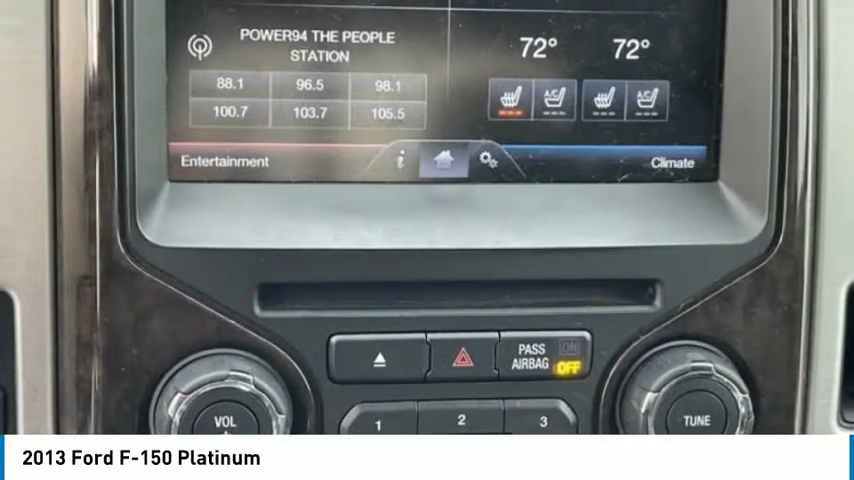 POWER94 THE PEOPLE
STATION
72° 72°
88.1 96.5 98.1
A/C A/C
100.7 103.7 105.5
Entertainment i Climate
PASS
AIRBAG
ON
OFF
VOL
1 2 3
TUNE
2013 Ford F-150 Platinum